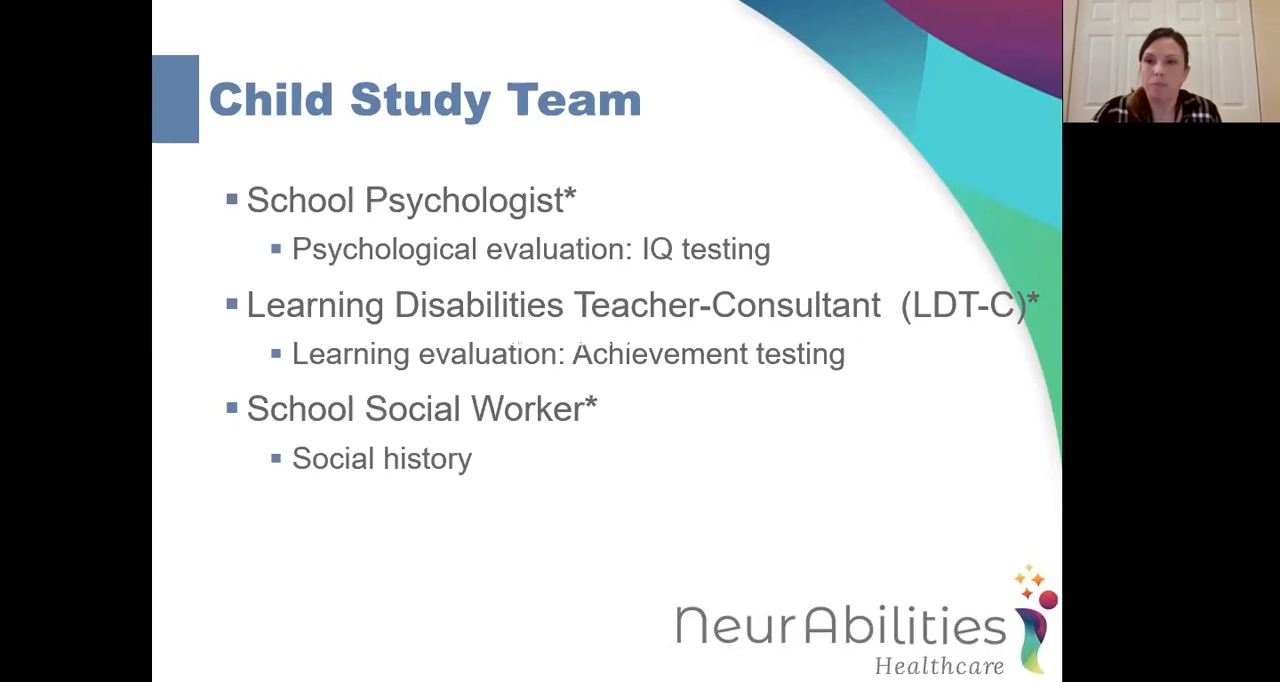 Child Study Team
School Psychologist*
Psychological evaluation: IQ testing
Learning Disabilities Teacher-Consultant (LDT-C)*
Learning evaluation: Achievement testing
School Social Worker*
Social history
NeurAbilities
Healthcare